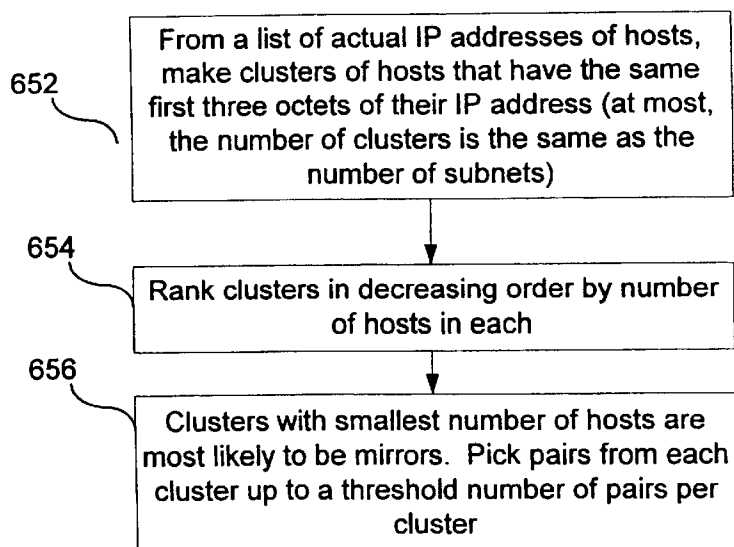 652
From a list of actual IP addresses of hosts,
make clusters of hosts that have the same
first three octets of their IP address (at most,
the number of clusters is the same as the
number of subnets)
654
Rank clusters in decreasing order by number
of hosts in each
656
Clusters with smallest number of hosts are
most likely to be mirrors. Pick pairs from each
cluster up to a threshold number of pairs per
cluster